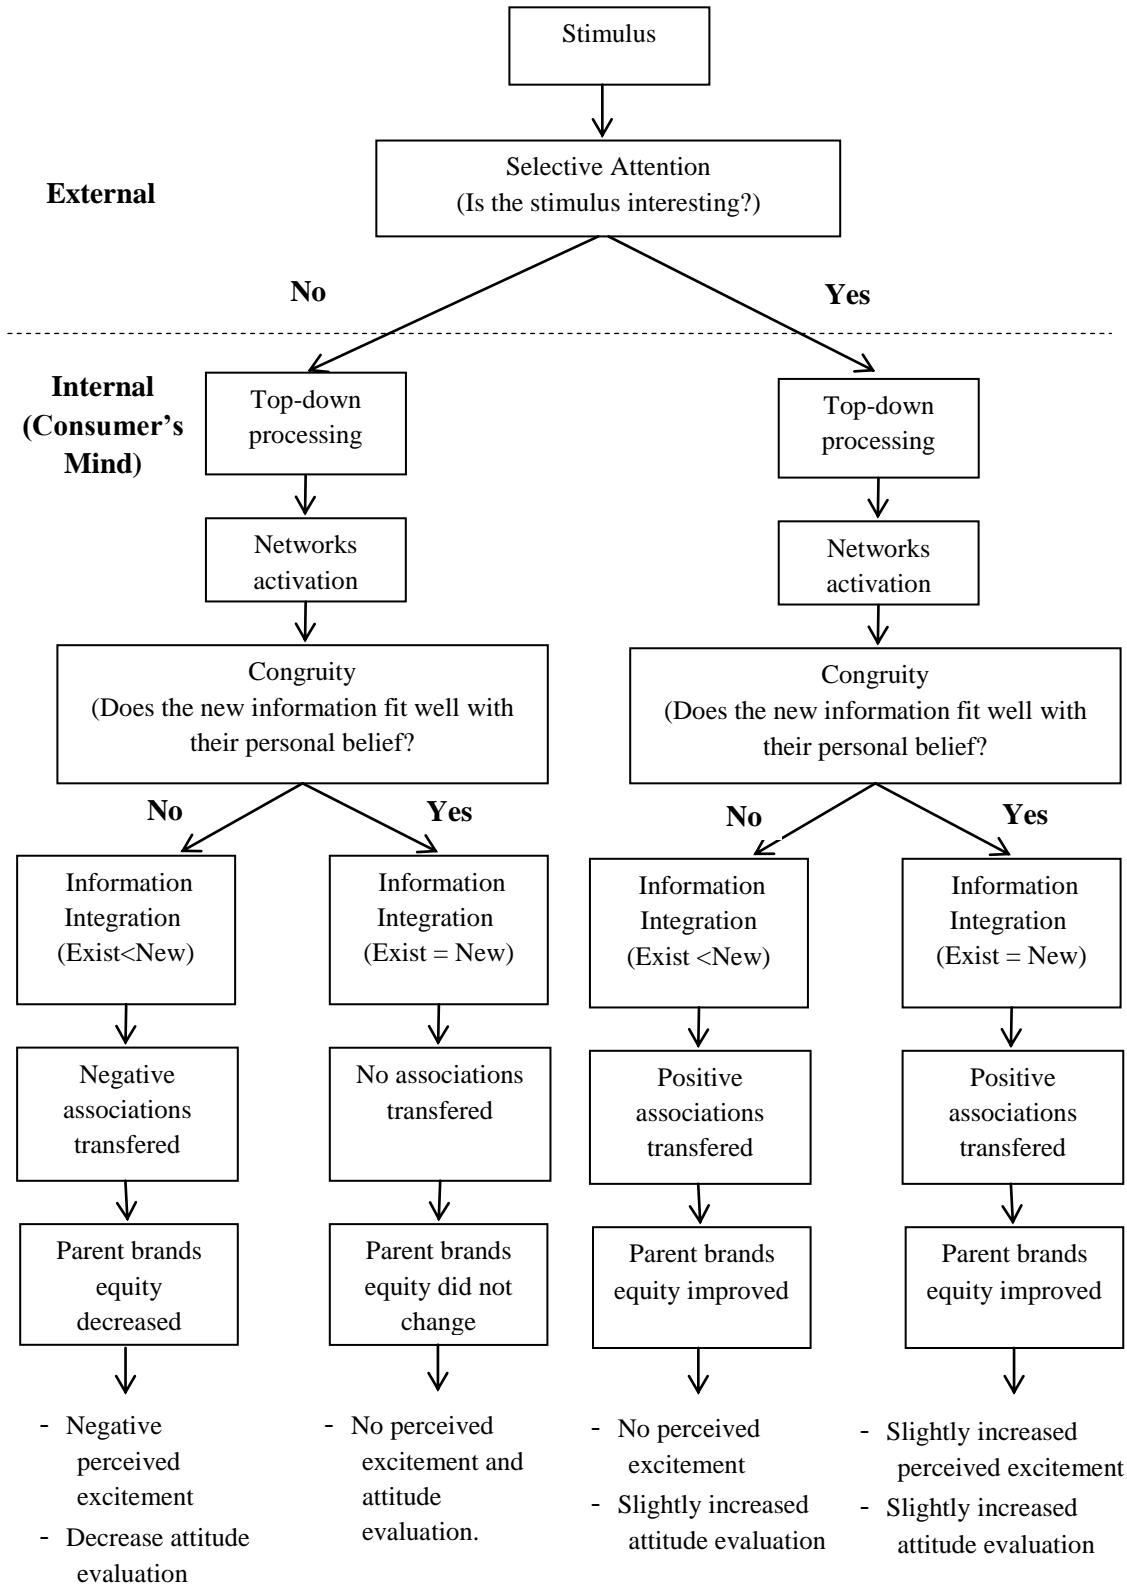 Stimulus
Selective Attention
(Is the stimulus interesting?)
External
No
Yes
Internal
(Consumer’s
Mind)
Top-down
processing
Networks
activation
Congruity
(Does the new information fit well with
their personal belief?
No
Yes
Information
Integration
(Exist<New)
Negative
associations
transfered
Parent brands
equity
decreased
- Negative
perceived
excitement
- Decrease attitude
evaluation
Information
Integration
(Exist = New)
No associations
transfered
Parent brands
equity did not
change
- No perceived
excitement and
attitude
evaluation.
Top-down
processing
Networks
activation
Congruity
(Does the new information fit well with
their personal belief?
No
Yes
Information
Integration
(Exist <New)
Positive
associations
transfered
Parent brands
equity improved
- No perceived
excitement
- Slightly increased
attitude evaluation
Information
Integration
(Exist = New)
Positive
associations
transfered
Parent brands
equity improved
- Slightly increased
perceived excitement
- Slightly increased
attitude evaluation